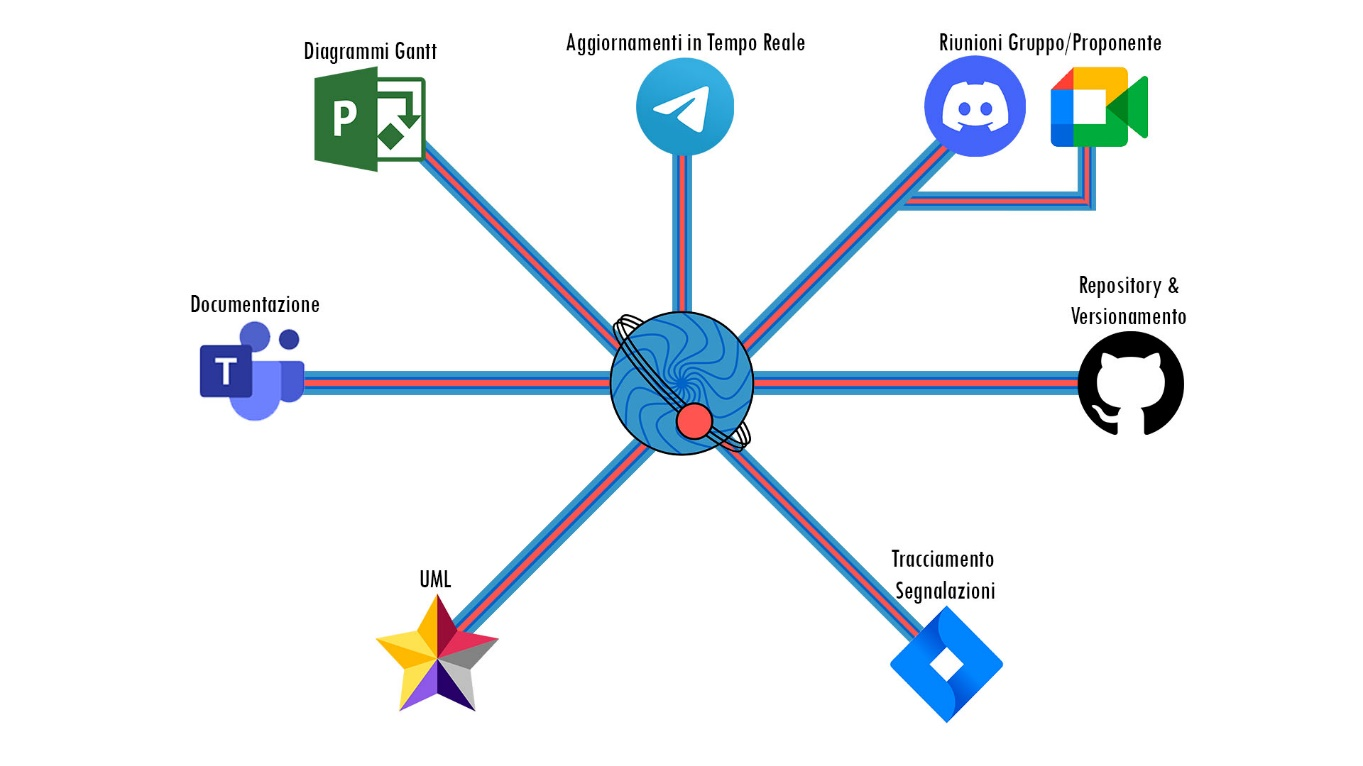 Diagrammi Gantt
Aggiornamenti in Tempo Reale
Riunioni Gruppo/Proponente
P
Documentazione
T
Repository &
Versionamento
UML
Tracciamento
Segnalazioni